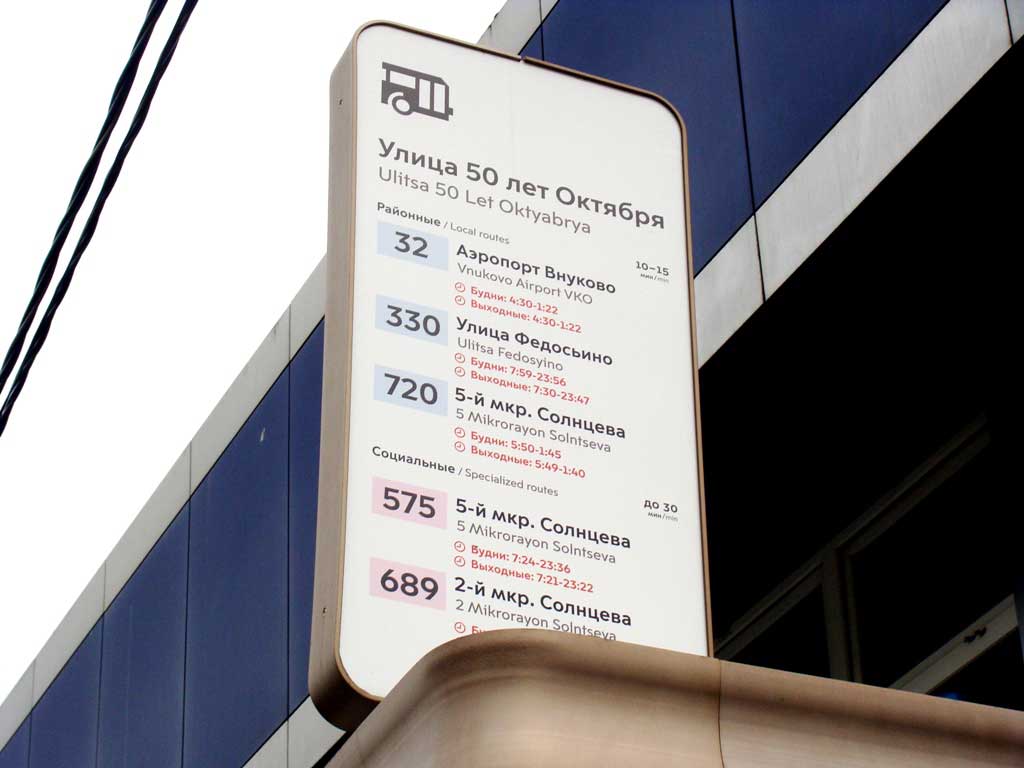 Улица 50 лет Октября
Ulitsa 50 Let Oktyabrya
Районные / Local routes
10–15
мин/min
32
Аэропорт Внуково
Vnukovo Airport VKO
Будни: 4:30-1:22
Выходные: 4:30-1:22
330
Улица Федосьино
Ulitsa Fedosyino
Будни: 7:59-23:56
Выходные: 7:30-23:47
720
5-й мкр. Солнцева
5 Mikrorayon Solntseva
Будни: 5:50-1:45
Выходные: 5:49-1:40
Социальные / Specialized routes
до 30
мин/min
575
5-й мкр. Солнцева
5 Mikrorayon Solntseva
Будни: 7:24-23:36
Выходные: 7:21-23:22
689
2-й мкр. Солнцева
2 Mikrorayon Solntseva